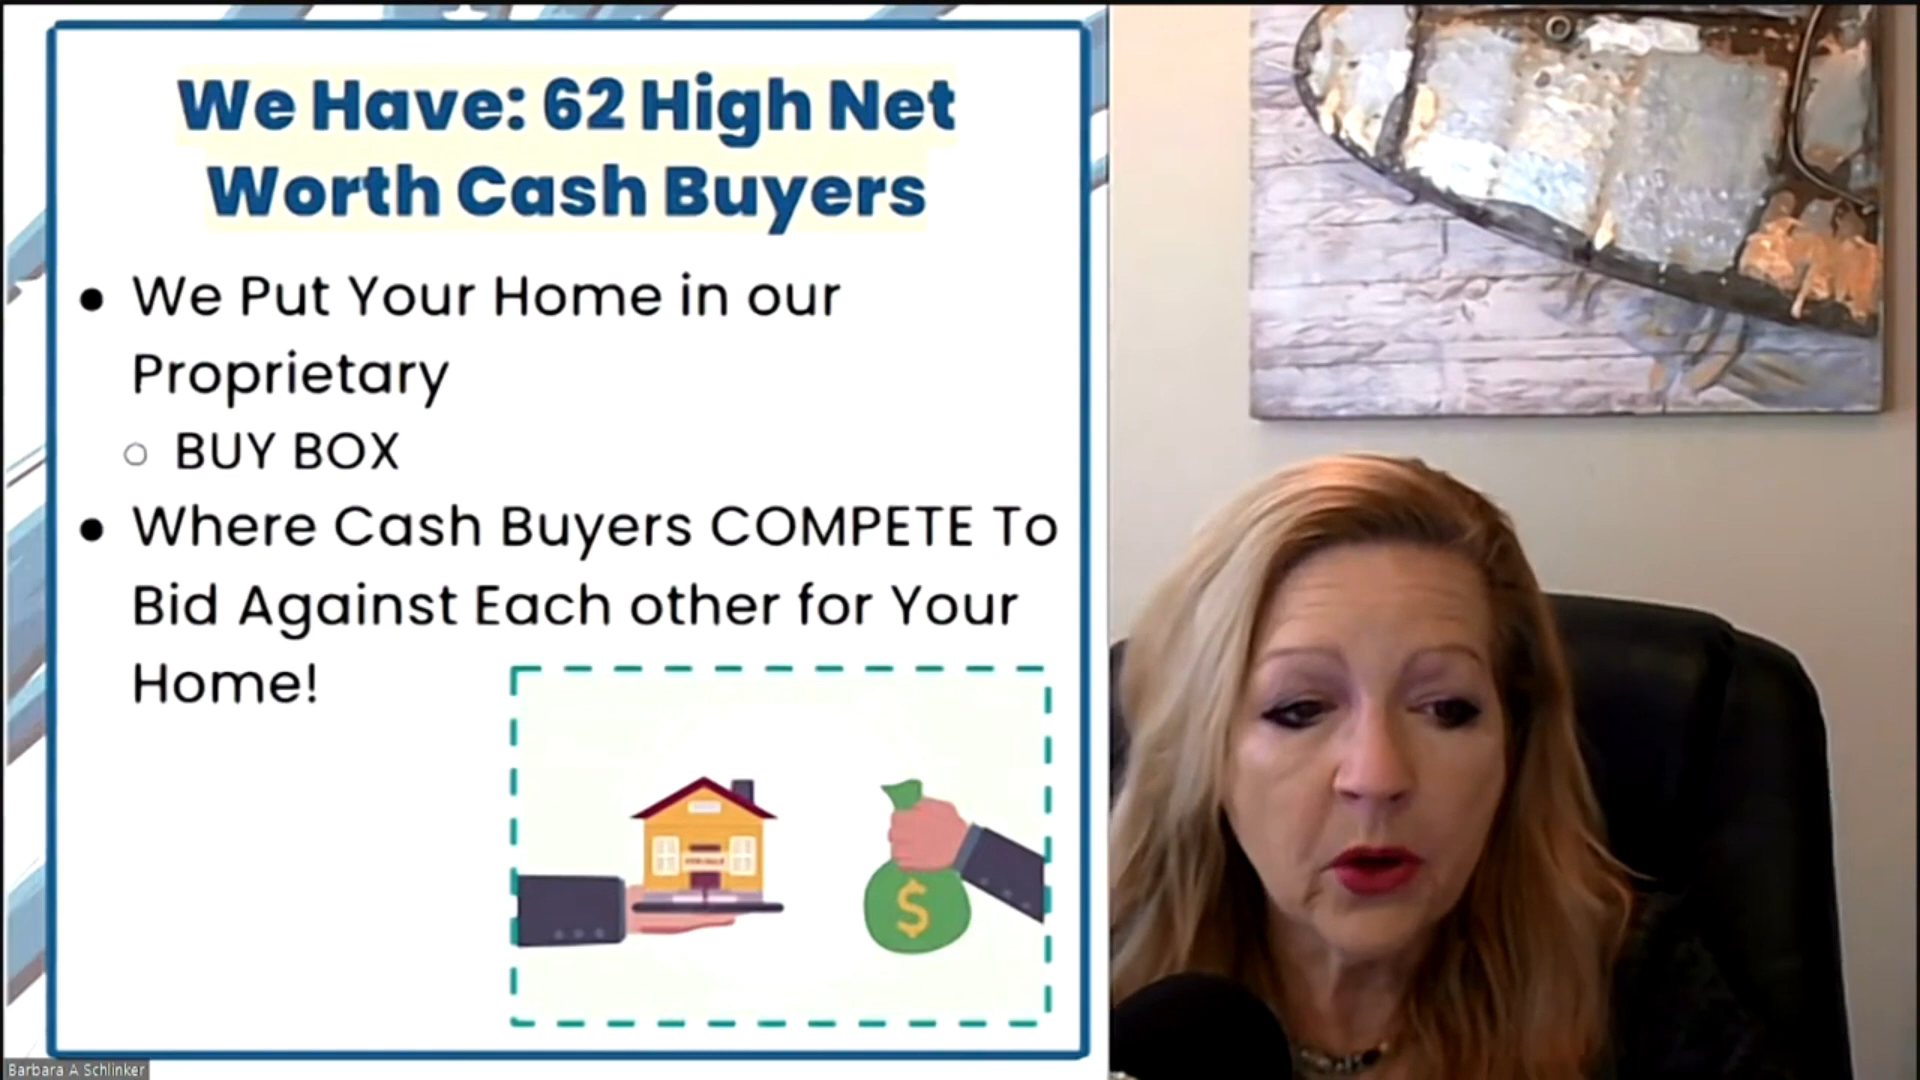 We Have: 62 High Net
Worth Cash Buyers
● We Put Your Home in our
Proprietary
○ BUY BOX
● Where Cash Buyers COMPETE To
Bid Against Each other for Your
Home!
$
Barbara A Schlinker